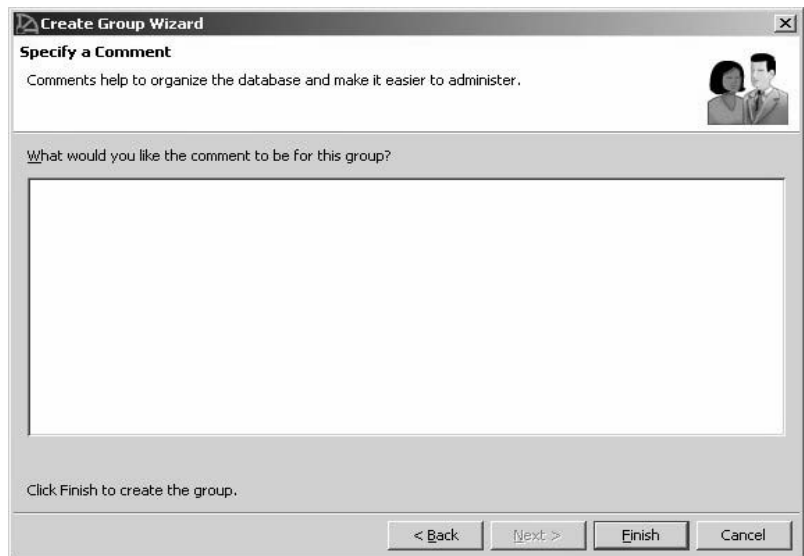 Create Group Wizard
Specify a Comment
Comments help to organize the database and make it easier to administer.
What would you like the comment to be for this group?
Click Finish to create the group.
< Back
Next >
Finish
Cancel